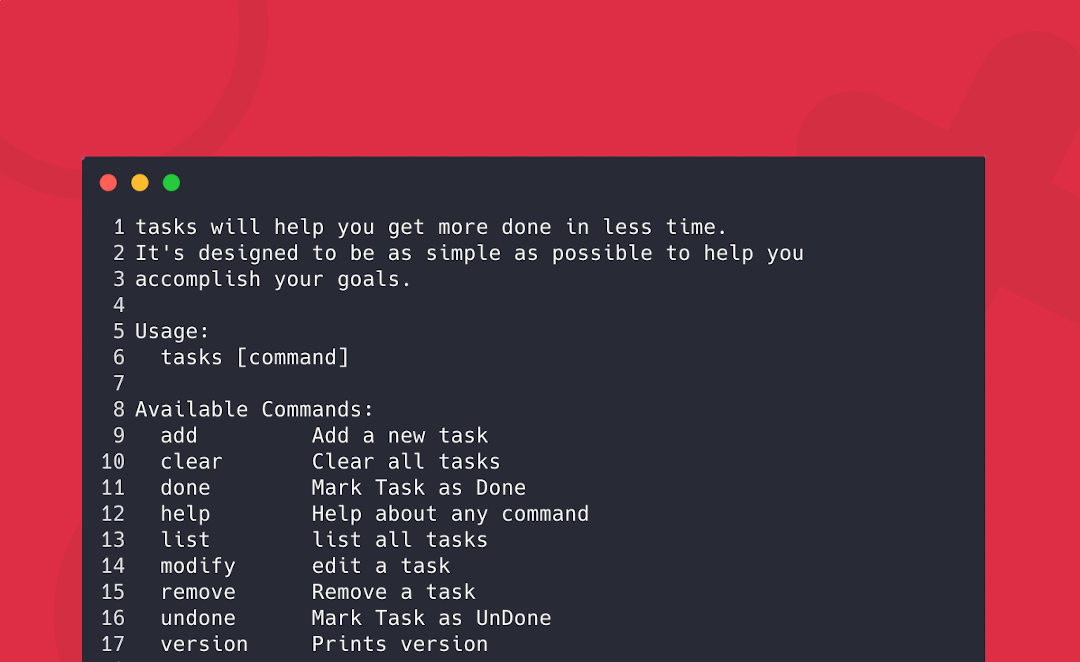 1 tasks will help you get more done in less time.
2 It's designed to be as simple as possible to help you
3 accomplish your goals.
4
5 Usage:
6   tasks [command]
7
8 Available Commands:
9   add         Add a new task
10   clear       Clear all tasks
11   done        Mark Task as Done
12   help        Help about any command
13   list        list all tasks
14   modify      edit a task
15   remove      Remove a task
16   undone      Mark Task as UnDone
17   version     Prints version